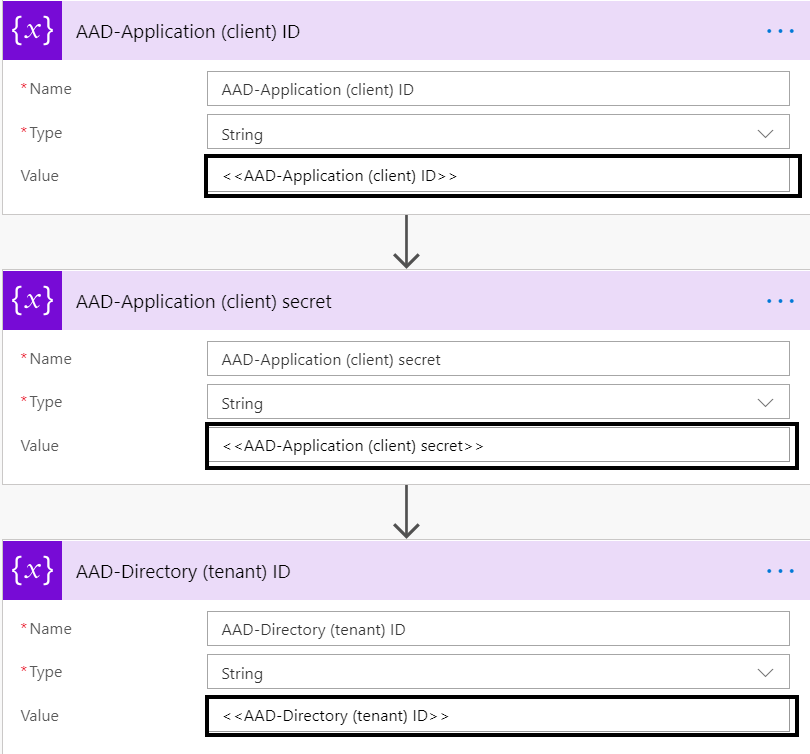 {x} AAD-Application (client) ID ...
*Name AAD-Application (client) ID
*Type String
Value <<AAD-Application (client) ID>>
{x} AAD-Application (client) secret ...
*Name AAD-Application (client) secret
*Type String
Value <<AAD-Application (client) secret>>
{x} AAD-Directory (tenant) ID ...
*Name AAD-Directory (tenant) ID
*Type String
Value <<AAD-Directory (tenant) ID>>